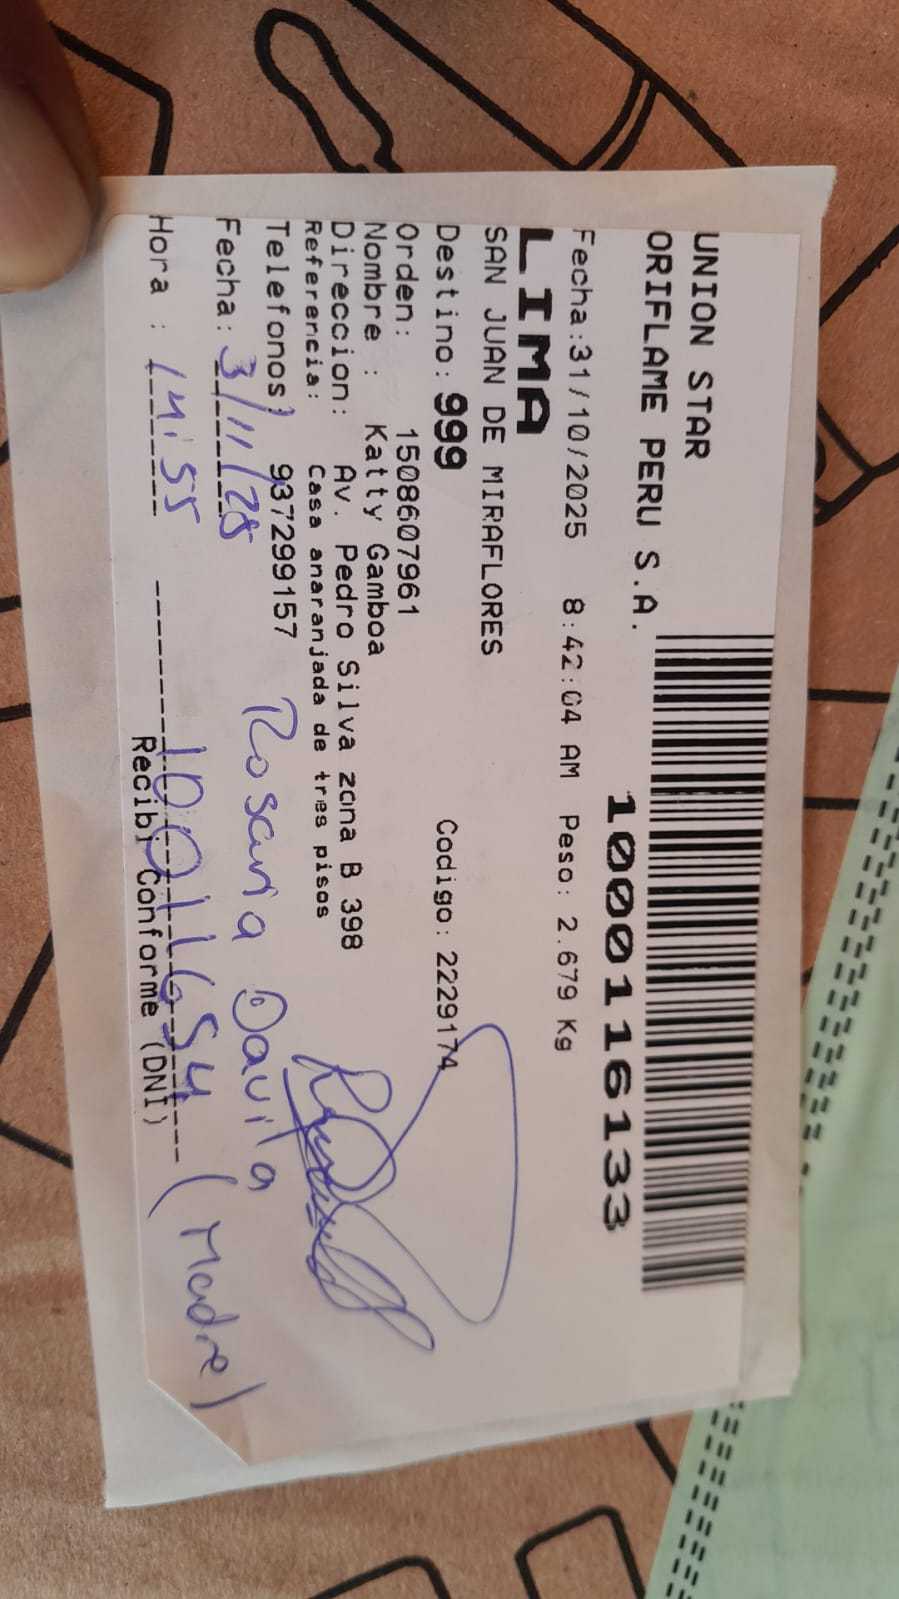 UNION STAR
ORIFLAME PERU S.A.
1000116133
Fecha:31/10/2025 8:42:04 AM Peso: 2.679 Kg
LIMA
SAN JUAN DE MIRAFLORES
Destino: 999 Codigo: 2229174
Orden: 1508607961
Nombre : Katty Gamboa
Direccion: Av. Pedro Silva zona B 398
Referencia: Casa anaranjada de tres pisos
Telefonos: 937299157
Fecha: 3/11/25 Rosaria Davila
Hora : 14:55 10011654 (Madre)
Recibi Conforme (DNI)